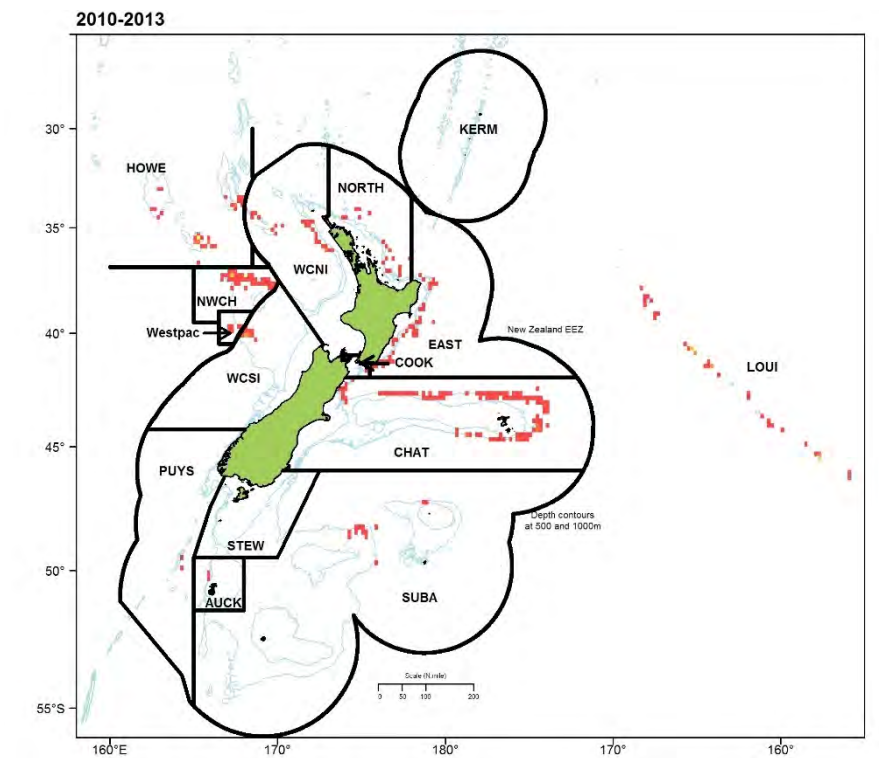 2010-2013
KERM
30°
HOWE
NORTH
35°
WCNI
NWCH
Westpac
40°
New Zealand EEZ
EAST
COOK
LOUI
WCSI
CHAT
45°
PUYS
Depth contours
at 500 and 1000m
STEW
50°
AUCK
SUBA
Scale (N.mile)
0 50 100 200
55°S
160°E 170° 180° 170° 160°